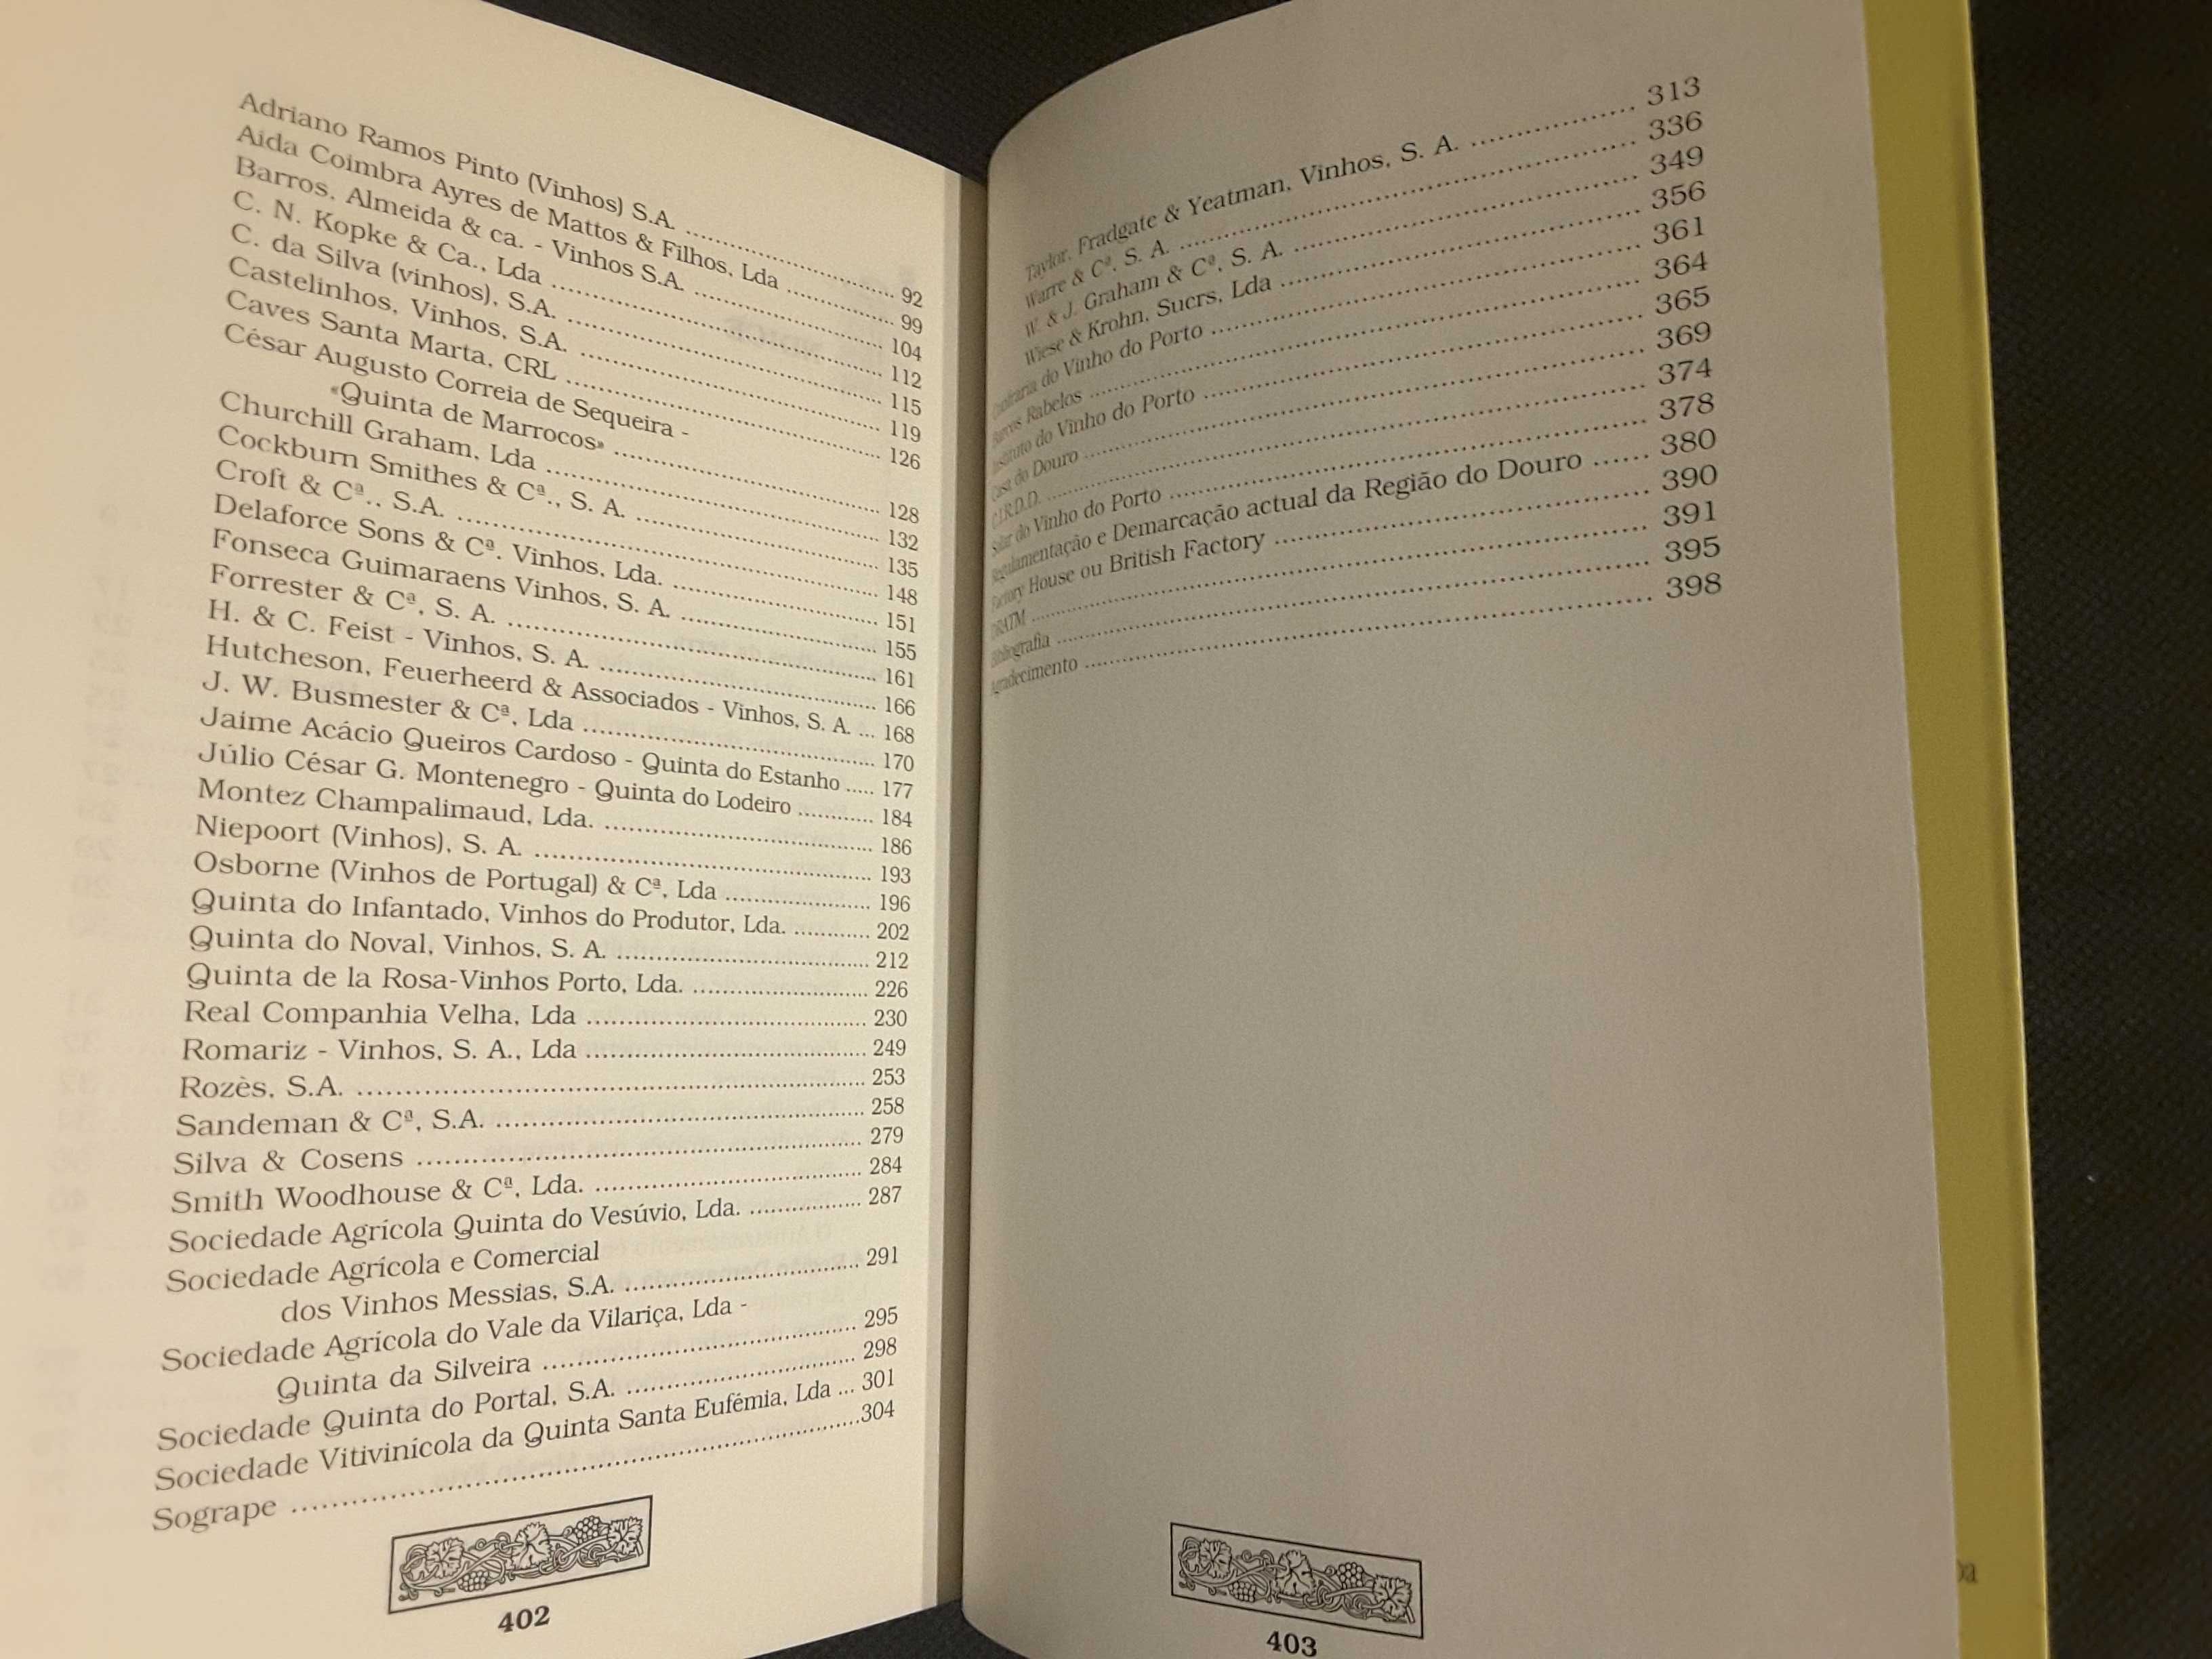 Adriano Ramos Pinto (Vinhos) S.A. ........ 92
Aida Coimbra Ayres de Mattos & Filhos, Lda ........ 99
Barros, Almeida & ca. - Vinhos S.A. ........ 104
C. N. Kopke & Ca., Lda ........ 112
C. da Silva (vinhos), S.A. ........ 115
Castelinhos, Vinhos, S.A. ........ 119
Caves Santa Marta, CRL ........ 126
César Augusto Correia de Sequeira -
«Quinta de Marrocos» ........ 128
Churchill Graham, Lda ........ 132
Cockburn Smithes & Cª., S. A. ........ 135
Croft & Cª., S.A. ........ 148
Delaforce Sons & Cª. Vinhos, Lda. ........ 151
Fonseca Guimaraens Vinhos, S. A. ........ 155
Forrester & Cª, S. A. ........ 161
H. & C. Feist - Vinhos, S. A. ........ 166
Hutcheson, Feuerheerd & Associados - Vinhos, S. A. ... 168
J. W. Busmester & Cª, Lda ........ 170
Jaime Acácio Queiros Cardoso - Quinta do Estanho ..... 177
Júlio César G. Montenegro - Quinta do Lodeiro ........ 184
Montez Champalimaud, Lda. ........ 186
Niepoort (Vinhos), S. A. ........ 193
Osborne (Vinhos de Portugal) & Cª, Lda ........ 196
Quinta do Infantado, Vinhos do Produtor, Lda. ........ 202
Quinta do Noval, Vinhos, S. A. ........ 212
Quinta de la Rosa-Vinhos Porto, Lda. ........ 226
Real Companhia Velha, Lda ........ 230
Romariz - Vinhos, S. A., Lda ........ 249
Rozès, S.A. ........ 253
Sandeman & Cª, S.A. ........ 258
Silva & Cosens ........ 279
Smith Woodhouse & Cª, Lda. ........ 284
Sociedade Agrícola Quinta do Vesúvio, Lda. ........ 287
Sociedade Agrícola e Comercial
dos Vinhos Messias, S.A. ........ 291
Sociedade Agrícola do Vale da Vilariça, Lda -
Quinta da Silveira ........ 295
Sociedade Quinta do Portal, S.A. ........ 298
Sociedade Vitivinícola da Quinta Santa Eufémia, Lda ... 301
Sogrape ........ 304
402
Taylor, Fradgate & Yeatman, Vinhos, S. A. ........ 313
Warre & Cª, S. A. ........ 336
W. & J. Graham & Cª, S. A. ........ 349
Wiese & Krohn, Sucrs, Lda ........ 356
Confraria do Vinho do Porto ........ 361
Barcos Rabelos ........ 364
Instituto do Vinho do Porto ........ 365
Casa do Douro ........ 369
C.I.R.D.D. ........ 374
Solar do Vinho do Porto ........ 378
Regulamentação e Demarcação actual da Região do Douro ...... 380
Factory House ou British Factory ........ 390
........ 391
Bibliografia ........ 395
Agradecimento ........ 398
403